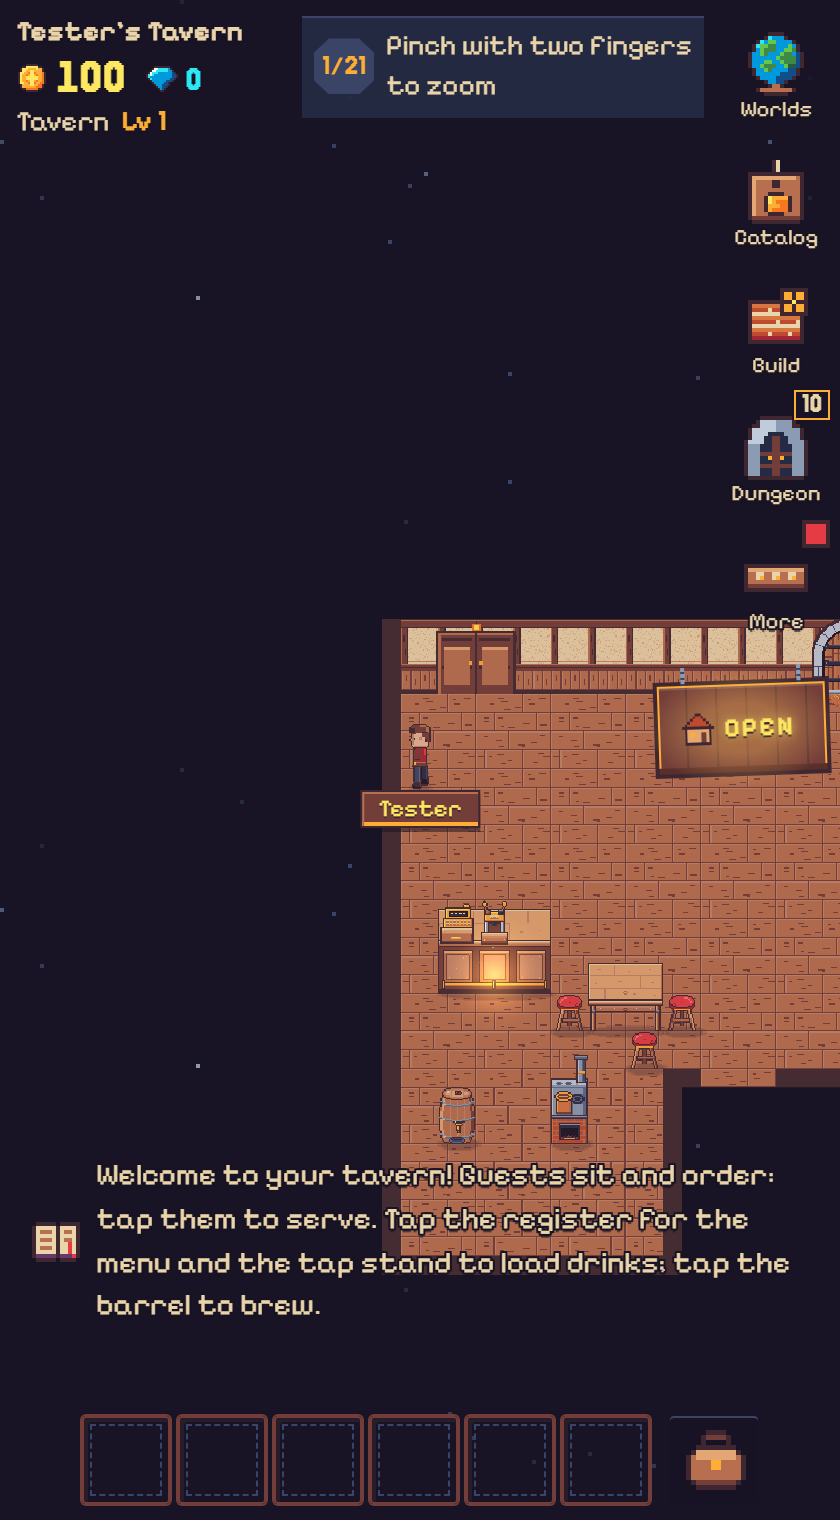 Tester's Tavern
100 0
Tavern Lv 1
1/21
Pinch with two fingers
to zoom
Worlds
Catalog
Build
10
Dungeon
More
OPEN
Tester
Welcome to your tavern! Guests sit and order:
tap them to serve. Tap the register for the
menu and the tap stand to load drinks; tap the
barrel to brew.